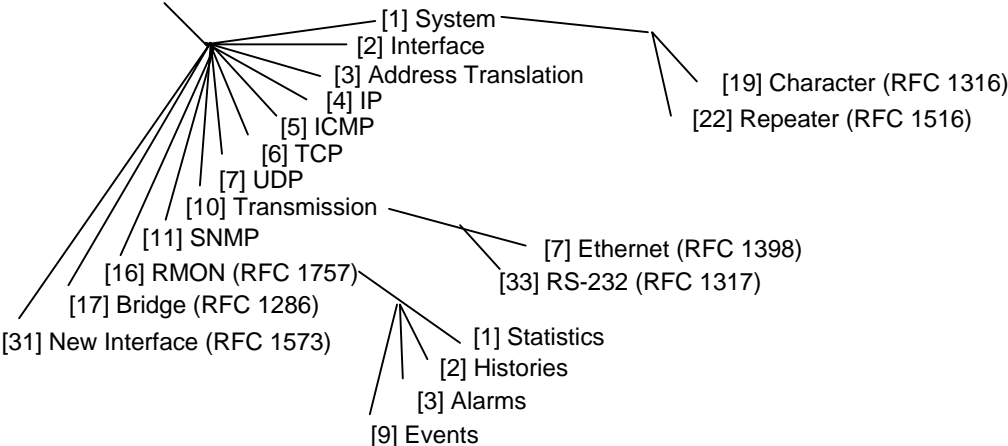 [1] System
[2] Interface
[3] Address Translation
[19] Character (RFC 1316)
[4] IP
[22] Repeater (RFC 1516)
[5] ICMP
[6] TCP
[7] UDP
[10] Transmission
[11] SNMP
[7] Ethernet (RFC 1398)
[16] RMON (RFC 1757)
[33] RS-232 (RFC 1317)
[17] Bridge (RFC 1286)
[31] New Interface (RFC 1573)
[1] Statistics
[2] Histories
[3] Alarms
[9] Events